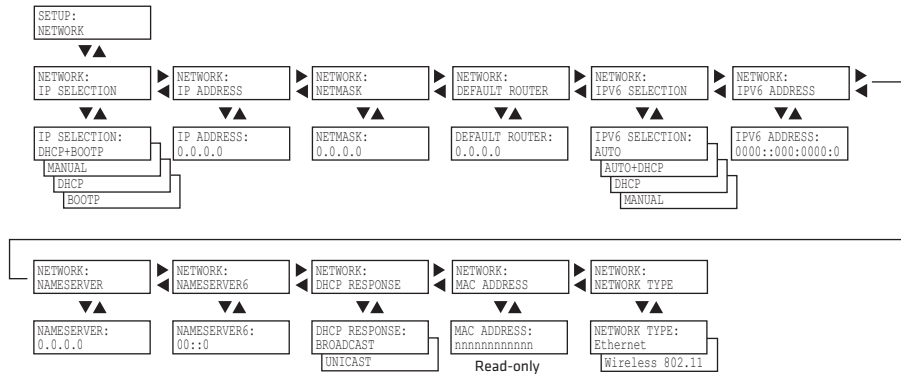 SETUP:
NETWORK
NETWORK:
IP SELECTION
NETWORK:
IP ADDRESS
NETWORK:
NETMASK
NETWORK:
DEFAULT ROUTER
NETWORK:
IPV6 SELECTION
NETWORK:
IPV6 ADDRESS
IP SELECTION:
DHCP+BOOTP
MANUAL
DHCP
BOOTP
IP ADDRESS:
0.0.0.0
NETMASK:
0.0.0.0
DEFAULT ROUTER:
0.0.0.0
IPV6 SELECTION:
AUTO
AUTO+DHCP
DHCP
MANUAL
IPV6 ADDRESS:
0000::000:0000:0
NETWORK:
NAMESERVER
NETWORK:
NAMESERVER6
NETWORK:
DHCP RESPONSE
NETWORK:
MAC ADDRESS
NETWORK:
NETWORK TYPE
NAMESERVER:
0.0.0.0
NAMESERVER6:
00::0
DHCP RESPONSE:
BROADCAST
UNICAST
MAC ADDRESS:
nnnnnnnnnnnn
Read-only
NETWORK TYPE:
Ethernet
Wireless 802.11